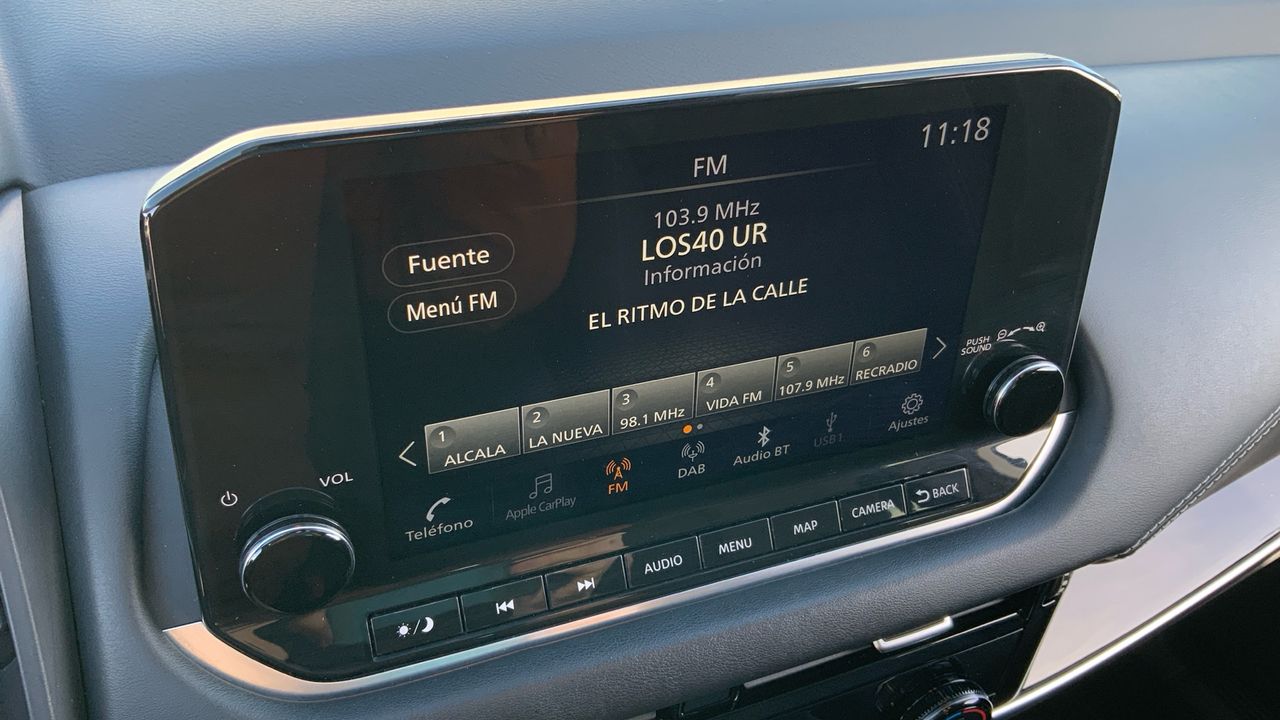 11:18
FM
103.9 MHz
LOS40 UR
Información
EL RITMO DE LA CALLE
Fuente
Menú FM
1 ALCALA
2 LA NUEVA
3 98.1 MHz
4 VIDA FM
5 107.9 MHz
6 RECRADIO
Teléfono
Apple CarPlay
FM
DAB
Audio BT
USB1
Ajustes
VOL
PUSH
SOUND
AUDIO
MENU
MAP
CAMERA
BACK